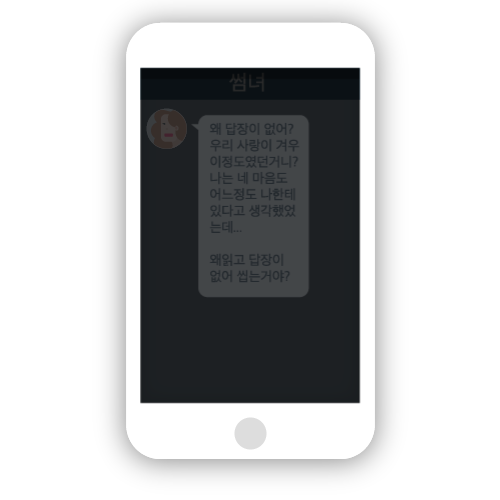 썸녀
왜 답장이 없어?
우리 사랑이 겨우
이정도였던거니?
나는 네 마음도
어느정도 나한테
있다고 생각했었
는데...
왜읽고 답장이
없어 씹는거야?